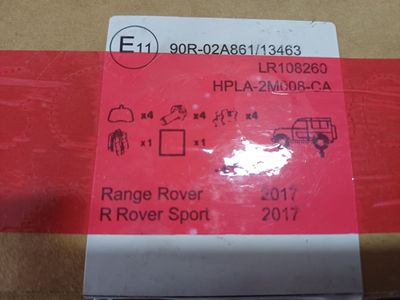 E11 90R-02A861/13463
LR108260
HPLA-2M008-CA
x4 x4 x4
x1 x1
Range Rover 2017
R Rover Sport 2017